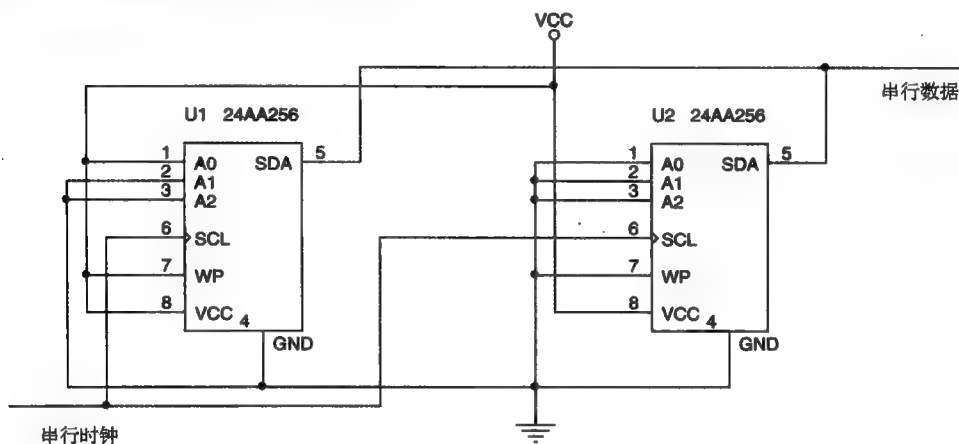 VCC
串行数据
U1 24AA256
U2 24AA256
1 A0 SDA 5
2 A1
3 A2
6 SCL
7 WP
8 VCC 4
GND
1 A0 SDA 5
2 A1
3 A2
6 SCL
7 WP
8 VCC 4
GND
串行时钟